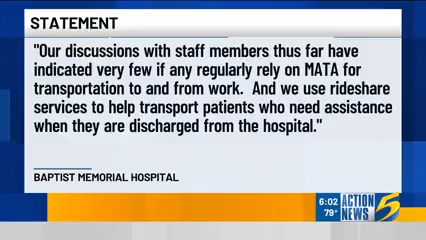 STATEMENT
"Our discussions with staff members thus far have
indicated very few if any regularly rely on MATA for
transportation to and from work.  And we use rideshare
services to help transport patients who need assistance
when they are discharged from the hospital."
BAPTIST MEMORIAL HOSPITAL
6:02
79°
ACTION
NEWS 5